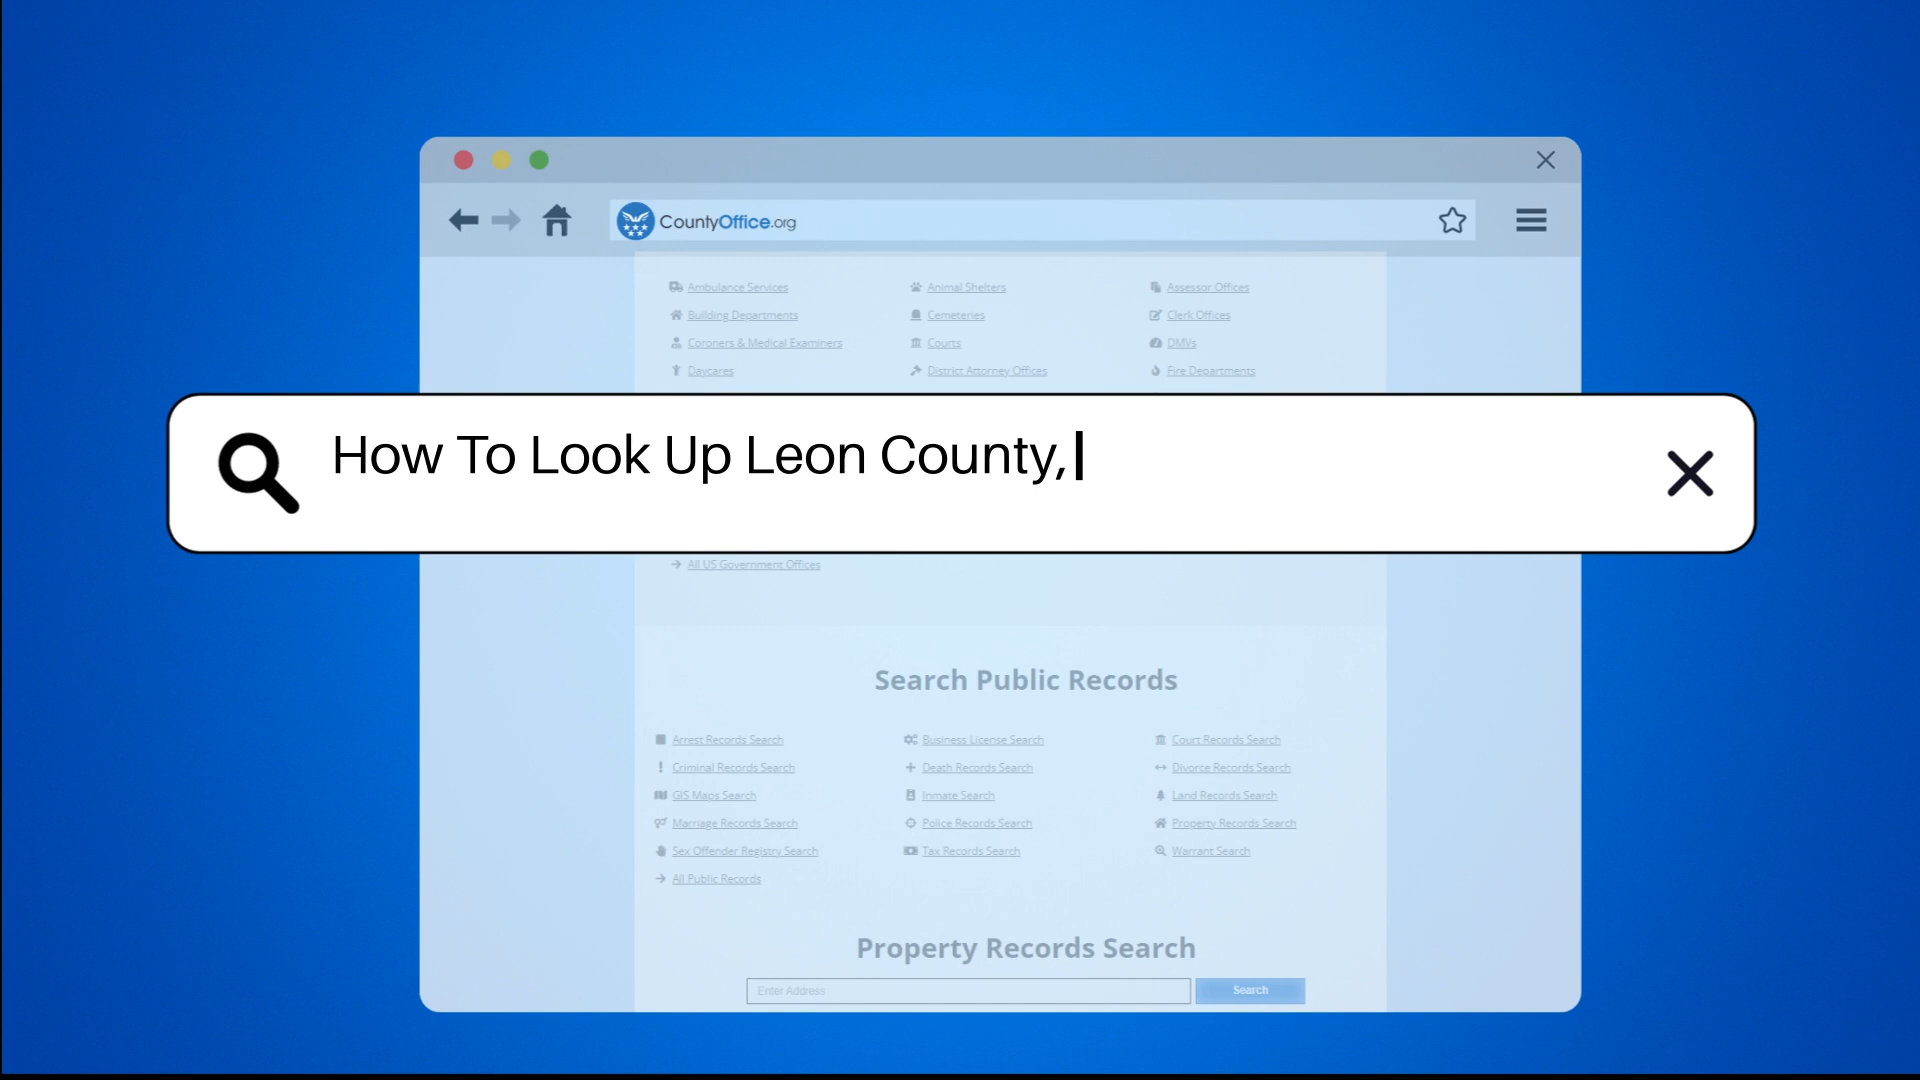 CountyOffice.org
Ambulance Services Animal Shelters Assessor Offices
Building Departments Cemeteries Clerk Offices
Coroners & Medical Examiners Courts DMVs
Daycares District Attorney Offices Fire Departments
How To Look Up Leon County,
All US Government Offices
Search Public Records
Arrest Records Search Business License Search Court Records Search
Criminal Records Search Death Records Search Divorce Records Search
GIS Maps Search Inmate Search Land Records Search
Marriage Records Search Police Records Search Property Records Search
Sex Offender Registry Search Tax Records Search Warrant Search
All Public Records
Property Records Search
Enter Address Search